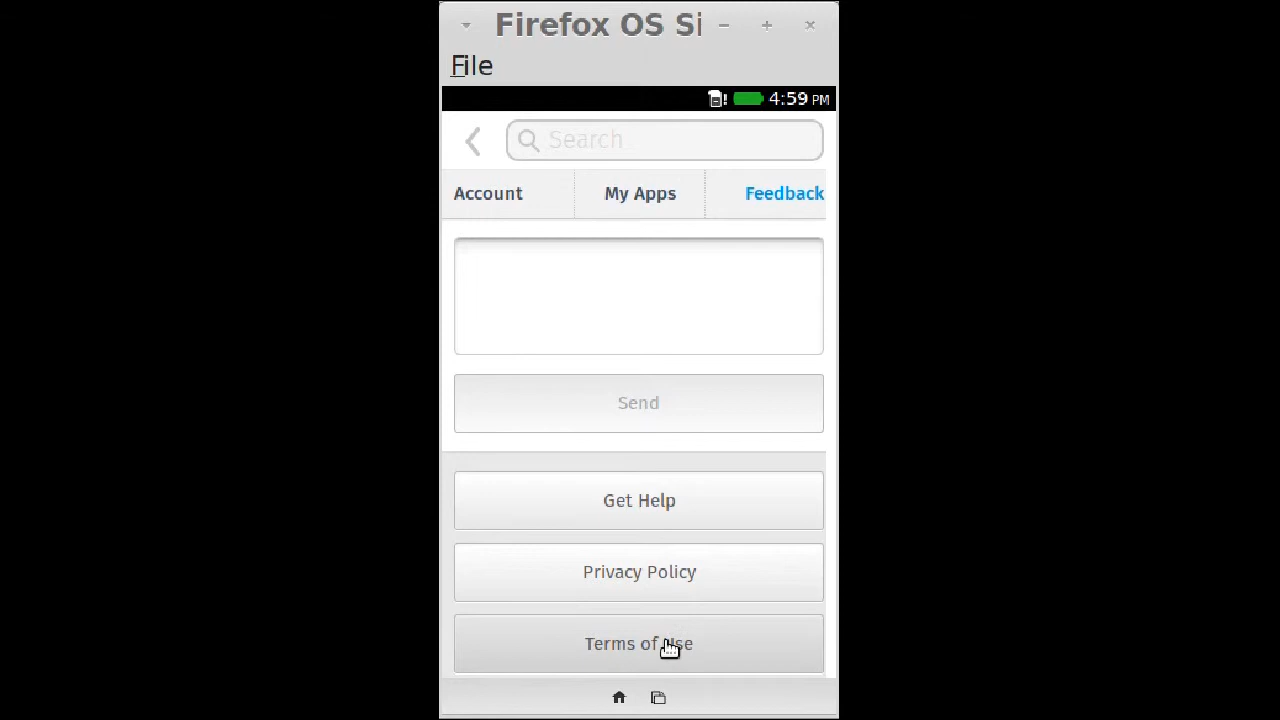 Firefox OS Si
File
4:59 PM
Search
Account
My Apps
Feedback
Send
Get Help
Privacy Policy
Terms of Use